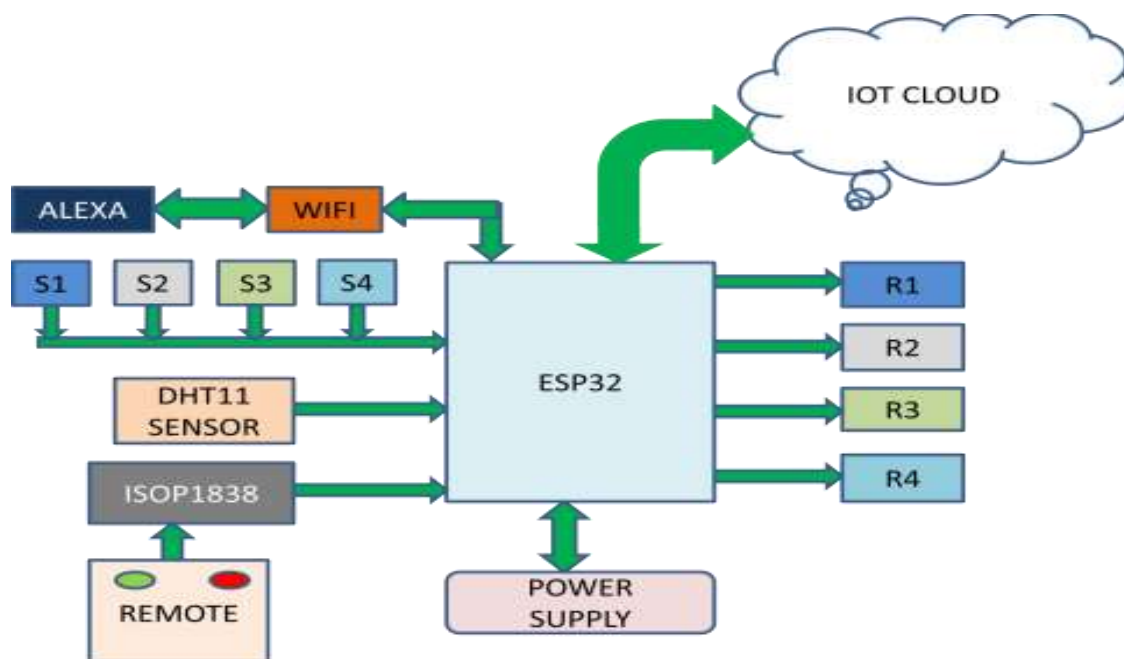 IOT CLOUD
ALEXA
WIFI
S1
S2
S3
S4
R1
R2
ESP32
DHT11
SENSOR
R3
ISOP1838
R4
POWER
SUPPLY
REMOTE